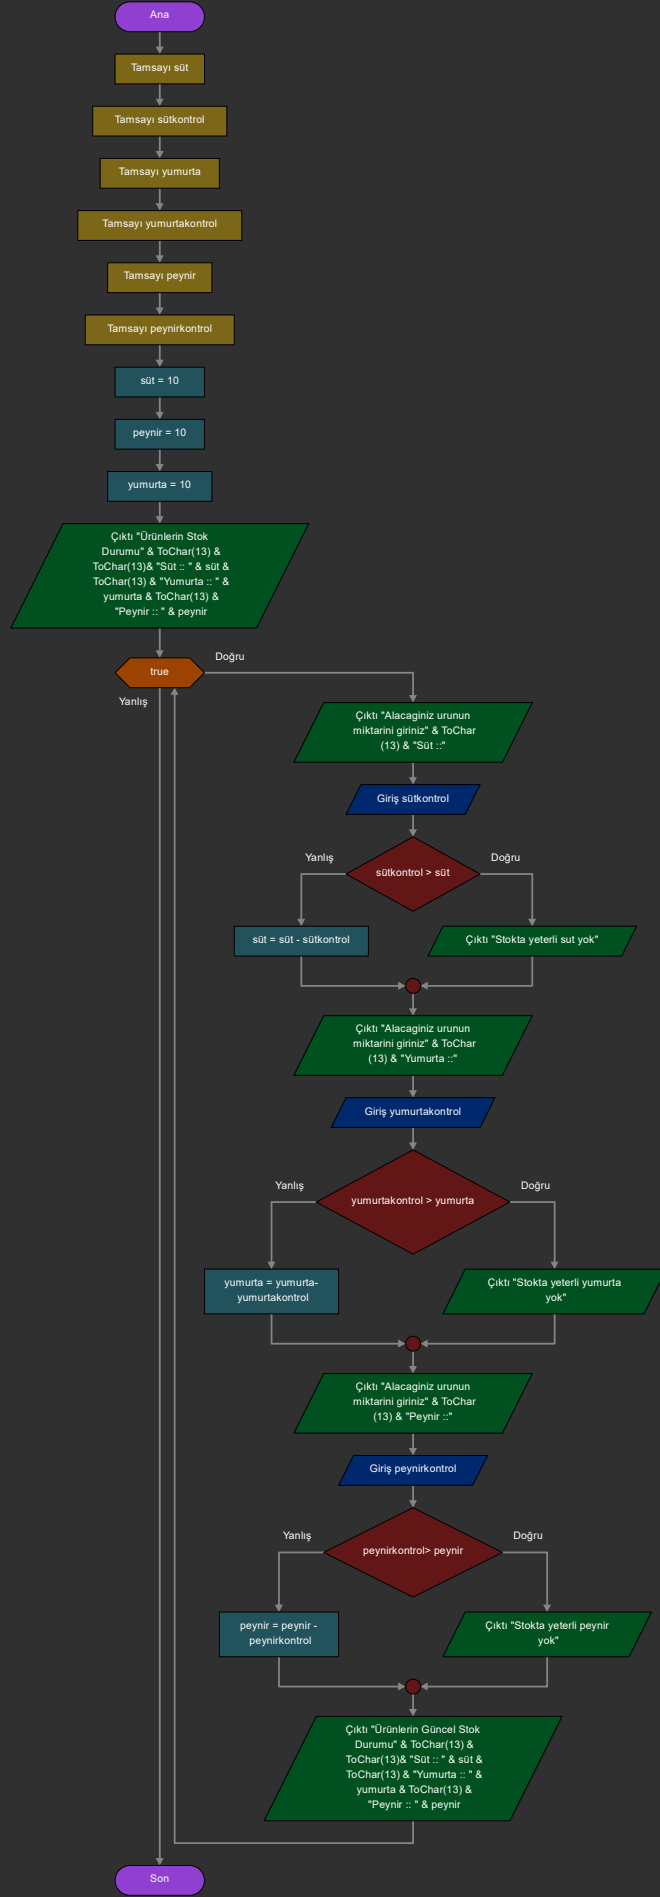 Ana
Tamsayı süt
Tamsayı sütkontrol
Tamsayı yumurta
Tamsayı yumurtakontrol
Tamsayı peynir
Tamsayı peynirkontrol
süt = 10
peynir = 10
yumurta = 10
Çıktı "Ürünlerin Stok
Durumu" & ToChar(13) &
ToChar(13)& "Süt :: " & süt &
ToChar(13) & "Yumurta :: " &
yumurta & ToChar(13) &
"Peynir :: " & peynir
true
Doğru
Yanlış
Çıktı "Alacaginiz urunun
miktarini giriniz" & ToChar
(13) & "Süt ::"
Giriş sütkontrol
sütkontrol > süt
Yanlış
Doğru
süt = süt - sütkontrol
Çıktı "Stokta yeterli sut yok"
Çıktı "Alacaginiz urunun
miktarini giriniz" & ToChar
(13) & "Yumurta ::"
Giriş yumurtakontrol
yumurtakontrol > yumurta
Yanlış
Doğru
yumurta = yumurta-
yumurtakontrol
Çıktı "Stokta yeterli yumurta
yok"
Çıktı "Alacaginiz urunun
miktarini giriniz" & ToChar
(13) & "Peynir ::"
Giriş peynirkontrol
peynirkontrol> peynir
Yanlış
Doğru
peynir = peynir -
peynirkontrol
Çıktı "Stokta yeterli peynir
yok"
Çıktı "Ürünlerin Güncel Stok
Durumu" & ToChar(13) &
ToChar(13)& "Süt :: " & süt &
ToChar(13) & "Yumurta :: " &
yumurta & ToChar(13) &
"Peynir :: " & peynir
Son